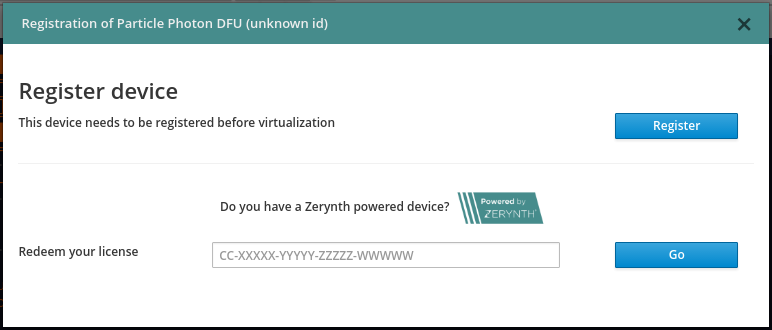 Registration of Particle Photon DFU (unknown id)
Register device
This device needs to be registered before virtualization
Register
Do you have a Zerynth powered device?
Powered by
ZERYNTH
Redeem your license
CC-XXXXX-YYYYY-ZZZZZ-WWWWW
Go